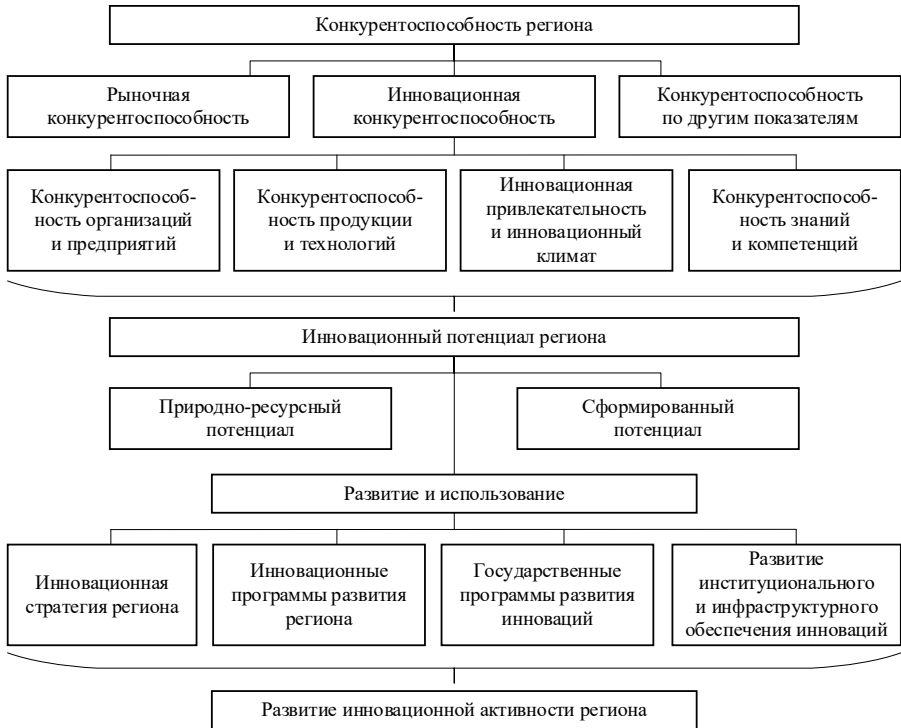 Конкурентоспособность региона
Рыночная
конкурентоспособность
Инновационная
конкурентоспособность
Конкурентоспособность
по другим показателям
Конкурентоспособ-
ность организаций
и предприятий
Конкурентоспособ-
ность продукции
и технологий
Инновационная
привлекательность
и инновационный
климат
Конкурентоспособ-
ность знаний
и компетенций
Инновационный потенциал региона
Природно-ресурсный
потенциал
Сформированный
потенциал
Развитие и использование
Инновационная
стратегия региона
Инновационные
программы развития
региона
Государственные
программы развития
инноваций
Развитие
институционального
и инфраструктурного
обеспечения инноваций
Развитие инновационной активности региона